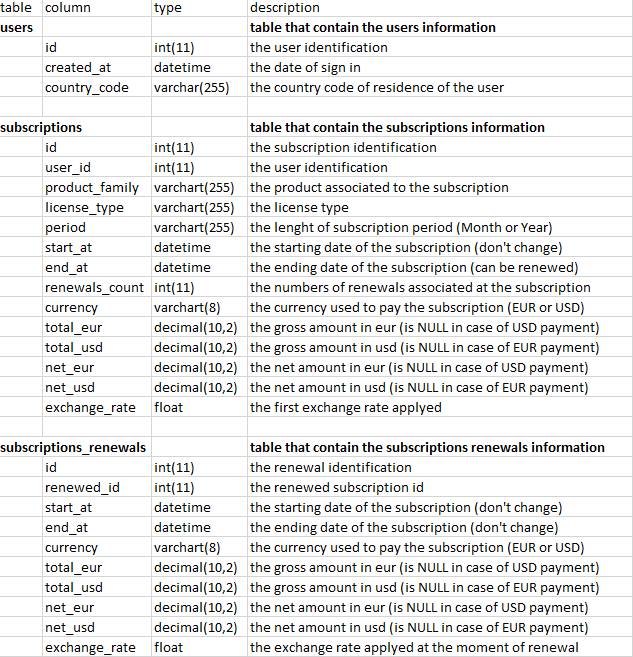 table column type description
users table that contain the users information
id int(11) the user identification
created_at datetime the date of sign in
country_code varchar(255) the country code of residence of the user
subscriptions table that contain the subscriptions information
id int(11) the subscription identification
user_id int(11) the user identification
product_family varchart(255) the product associated to the subscription
license_type varchart(255) the license type
period varchart(255) the lenght of subscription period (Month or Year)
start_at datetime the starting date of the subscription (don't change)
end_at datetime the ending date of the subscription (can be renewed)
renewals_count int(11) the numbers of renewals associated at the subscription
currency varchart(8) the currency used to pay the subscription (EUR or USD)
total_eur decimal(10,2) the gross amount in eur (is NULL in case of USD payment)
total_usd decimal(10,2) the gross amount in usd (is NULL in case of EUR payment)
net_eur decimal(10,2) the net amount in eur (is NULL in case of USD payment)
net_usd decimal(10,2) the net amount in usd (is NULL in case of EUR payment)
exchange_rate float the first exchange rate applyed
subscriptions_renewals table that contain the subscriptions renewals information
id int(11) the renewal identification
renewed_id int(11) the renewed subscription id
start_at datetime the starting date of the subscription (don't change)
end_at datetime the ending date of the subscription (don't change)
currency varchart(8) the currency used to pay the subscription (EUR or USD)
total_eur decimal(10,2) the gross amount in eur (is NULL in case of USD payment)
total_usd decimal(10,2) the gross amount in usd (is NULL in case of EUR payment)
net_eur decimal(10,2) the net amount in eur (is NULL in case of USD payment)
net_usd decimal(10,2) the net amount in usd (is NULL in case of EUR payment)
exchange_rate float the exchange rate applyed at the moment of renewal